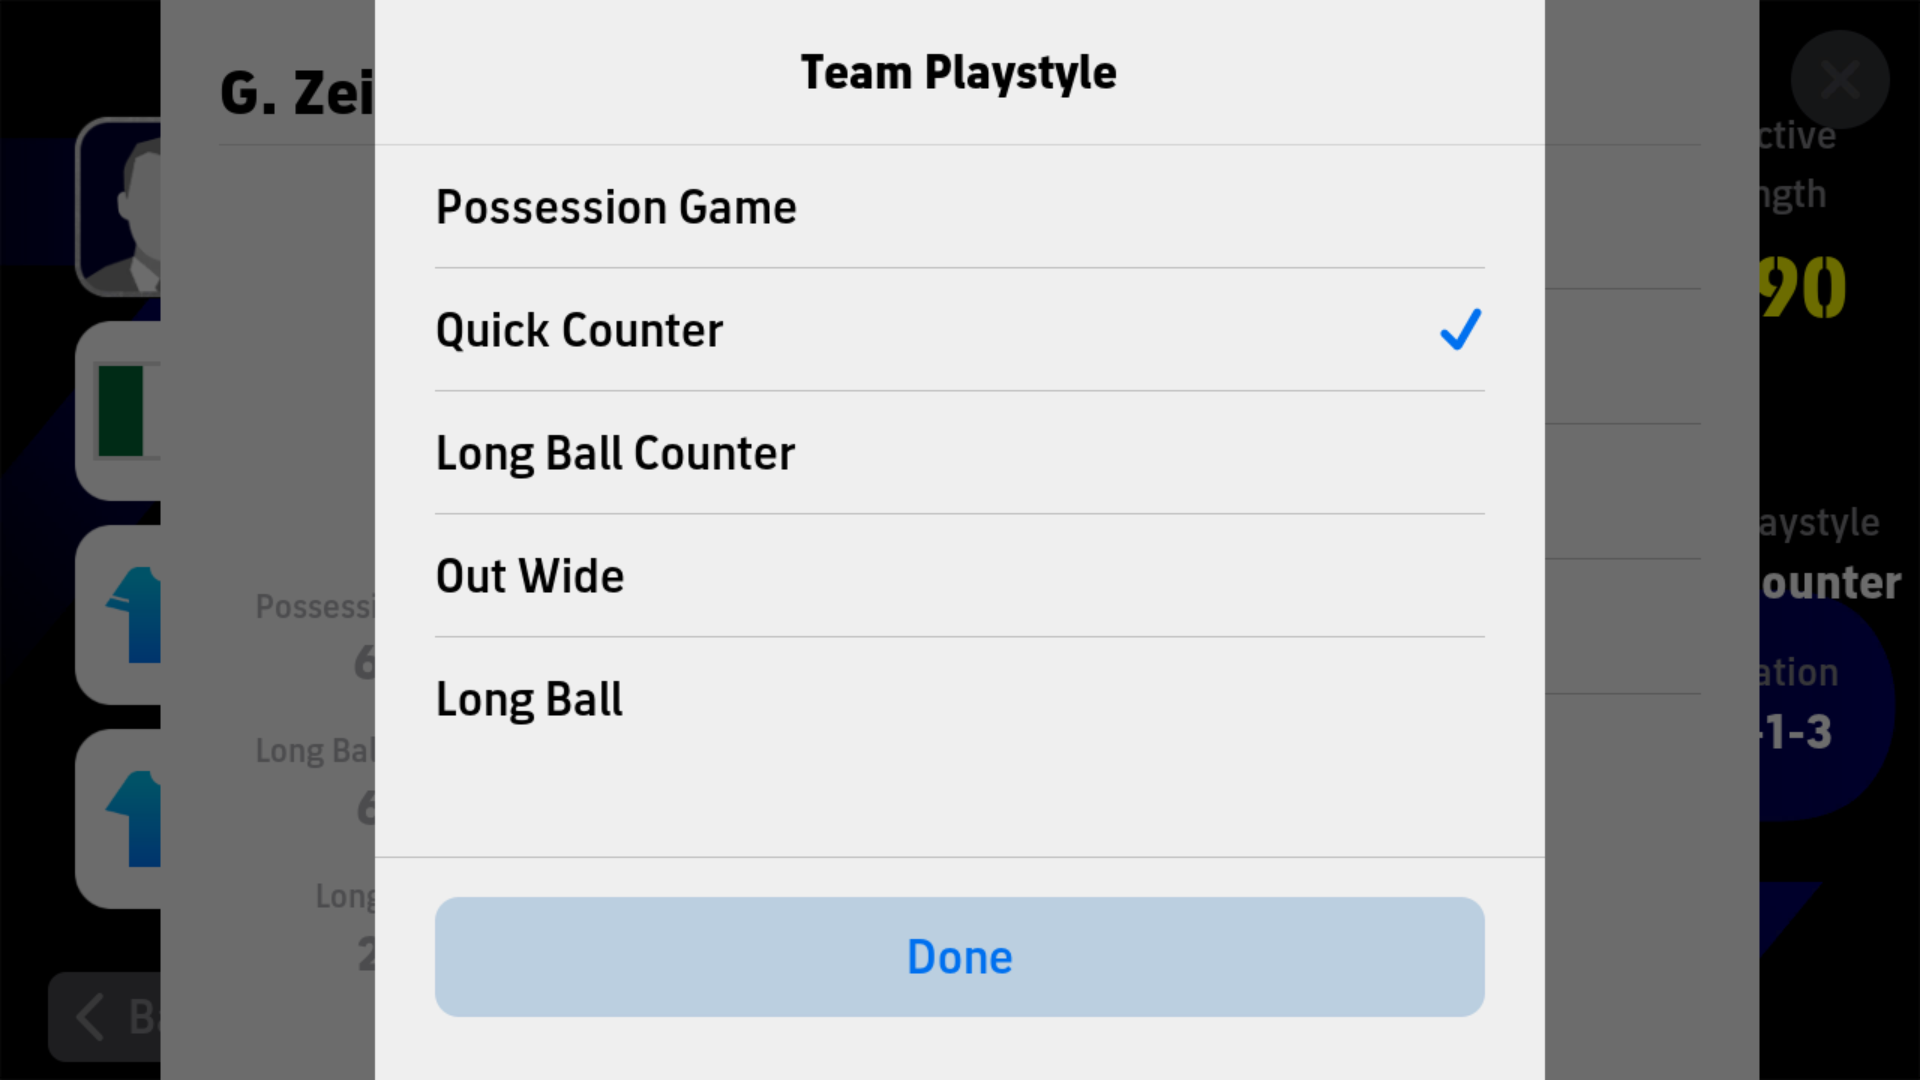 Team Playstyle
G. Zei
Possession Game
Quick Counter
Long Ball Counter
Out Wide
Long Ball
Done
Possessi
6
Long Bal
6
Long
2
ctive
ngth
90
aystyle
ounter
ation
-1-3